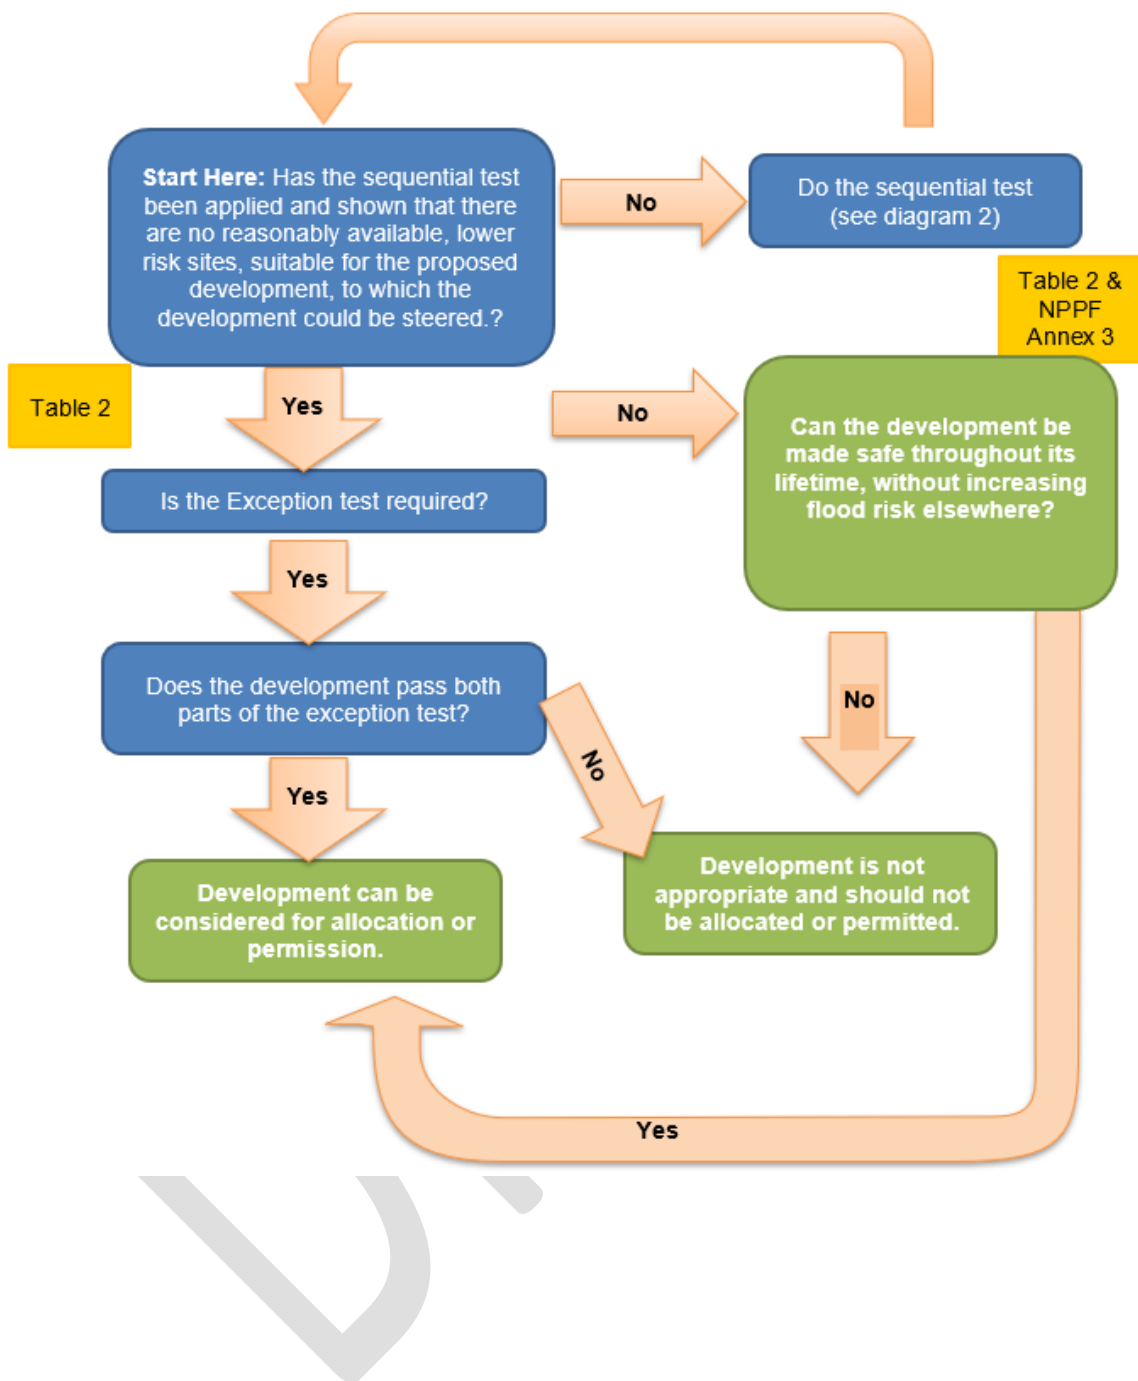 Start Here: Has the sequential test
been applied and shown that there
are no reasonably available, lower
risk sites, suitable for the proposed
development, to which the
development could be steered.?
No
Do the sequential test
(see diagram 2)
Table 2 &
NPPF
Annex 3
Table 2
Yes
No
Can the development be
made safe throughout its
lifetime, without increasing
flood risk elsewhere?
Is the Exception test required?
Yes
Does the development pass both
parts of the exception test?
No
No
Yes
Development can be
considered for allocation or
permission.
Development is not
appropriate and should not
be allocated or permitted.
Yes